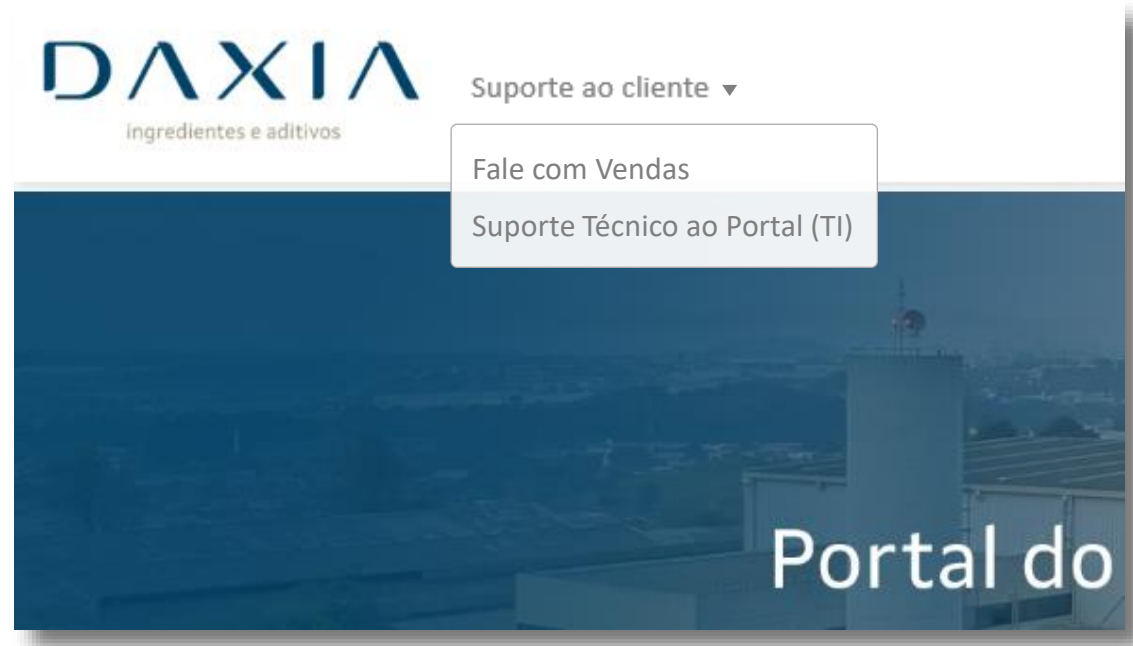 DAXIA
ingredientes e aditivos
Suporte ao cliente
Fale com Vendas
Suporte Técnico ao Portal (TI)
Portal do